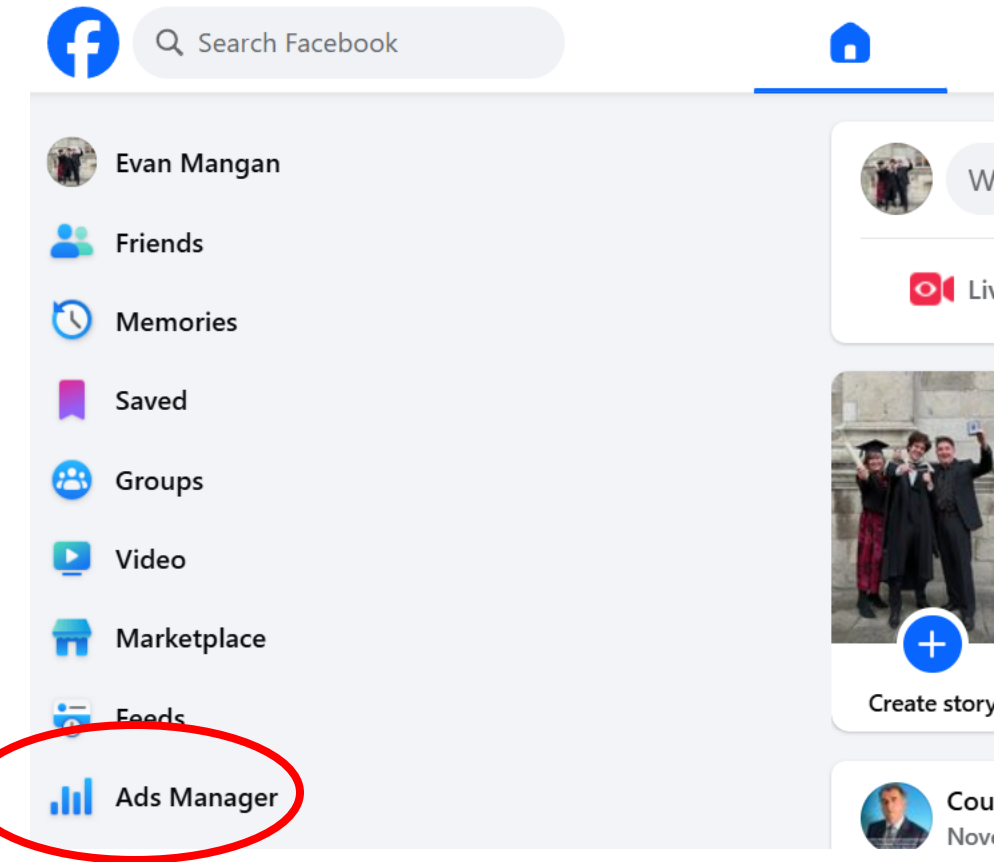 Search Facebook
Evan Mangan
Friends
Memories
Saved
Groups
Video
Marketplace
Feeds
Ads Manager
Create story